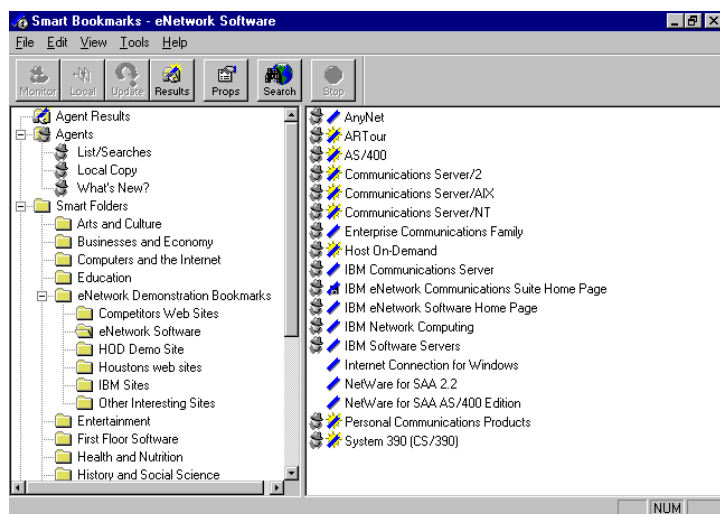 Smart Bookmarks - eNetwork Software
File Edit View Tools Help
Monitor Local Update Results Props Search Stop
Agent Results
Agents
List/Searches
Local Copy
What's New?
Smart Folders
Arts and Culture
Businesses and Economy
Computers and the Internet
Education
eNetwork Demonstration Bookmarks
Competitors Web Sites
eNetwork Software
HOD Demo Site
Houstons web sites
IBM Sites
Other Interesting Sites
Entertainment
First Floor Software
Health and Nutrition
History and Social Science
AnyNet
ARTour
AS/400
Communications Server/2
Communications Server/AIX
Communications Server/NT
Enterprise Communications Family
Host On-Demand
IBM Communications Server
IBM eNetwork Communications Suite Home Page
IBM eNetwork Software Home Page
IBM Network Computing
IBM Software Servers
Internet Connection for Windows
NetWare for SAA 2.2
NetWare for SAA AS/400 Edition
Personal Communications Products
System 390 (CS/390)
NUM